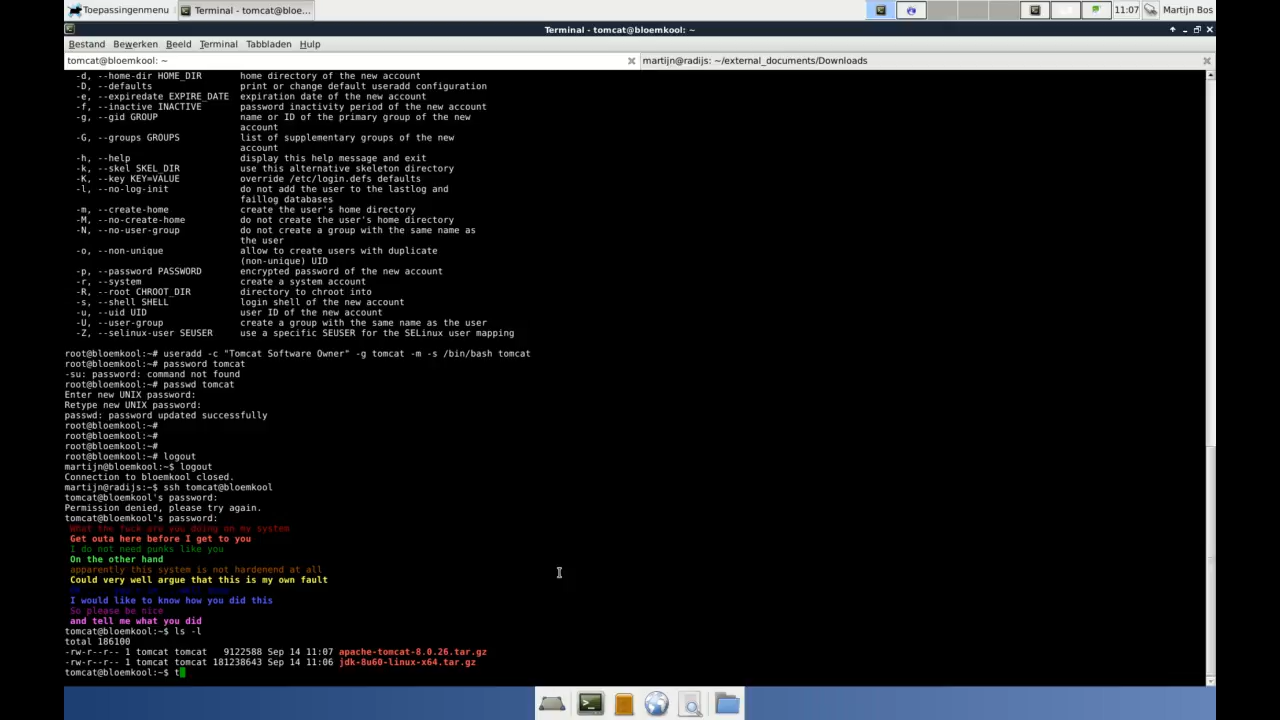 Toepassingenmenu Terminal - tomcat@bloe... 11:07 Martijn Bos
Terminal - tomcat@bloemkool: ~
Bestand Bewerken Beeld Terminal Tabbladen Hulp
tomcat@bloemkool: ~ martijn@radijs: ~/external_documents/Downloads
-d, --home-dir HOME_DIR home directory of the new account
-D, --defaults print or change default useradd configuration
-e, --expiredate EXPIRE_DATE expiration date of the new account
-f, --inactive INACTIVE password inactivity period of the new account
-g, --gid GROUP name or ID of the primary group of the new
account
-G, --groups GROUPS list of supplementary groups of the new
account
-h, --help display this help message and exit
-k, --skel SKEL_DIR use this alternative skeleton directory
-K, --key KEY=VALUE override /etc/login.defs defaults
-l, --no-log-init do not add the user to the lastlog and
faillog databases
-m, --create-home create the user's home directory
-M, --no-create-home do not create the user's home directory
-N, --no-user-group do not create a group with the same name as
the user
-o, --non-unique allow to create users with duplicate
(non-unique) UID
-p, --password PASSWORD encrypted password of the new account
-r, --system create a system account
-R, --root CHROOT_DIR directory to chroot into
-s, --shell SHELL login shell of the new account
-u, --uid UID user ID of the new account
-U, --user-group create a group with the same name as the user
-Z, --selinux-user SEUSER use a specific SEUSER for the SELinux user mapping
root@bloemkool:~# useradd -c "Tomcat Software Owner" -g tomcat -m -s /bin/bash tomcat
root@bloemkool:~# password tomcat
-su: password: command not found
root@bloemkool:~# passwd tomcat
Enter new UNIX password:
Retype new UNIX password:
passwd: password updated successfully
root@bloemkool:~#
root@bloemkool:~#
root@bloemkool:~#
root@bloemkool:~# logout
martijn@bloemkool:~$ logout
Connection to bloemkool closed.
martijn@radijs:~$ ssh tomcat@bloemkool
tomcat@bloemkool's password:
Permission denied, please try again.
tomcat@bloemkool's password:
What the fuck are you doing on my system
Get outa here before I get to you
I do not need punks like you
On the other hand
apparently this system is not hardenend at all
Could very well argue that this is my own fault
I would like to know how you did this
So please be nice
and tell me what you did
tomcat@bloemkool:~$ ls -l
total 186100
-rw-r--r-- 1 tomcat tomcat 9122588 Sep 14 11:07 apache-tomcat-8.0.26.tar.gz
-rw-r--r-- 1 tomcat tomcat 181238643 Sep 14 11:06 jdk-8u60-linux-x64.tar.gz
tomcat@bloemkool:~$ t